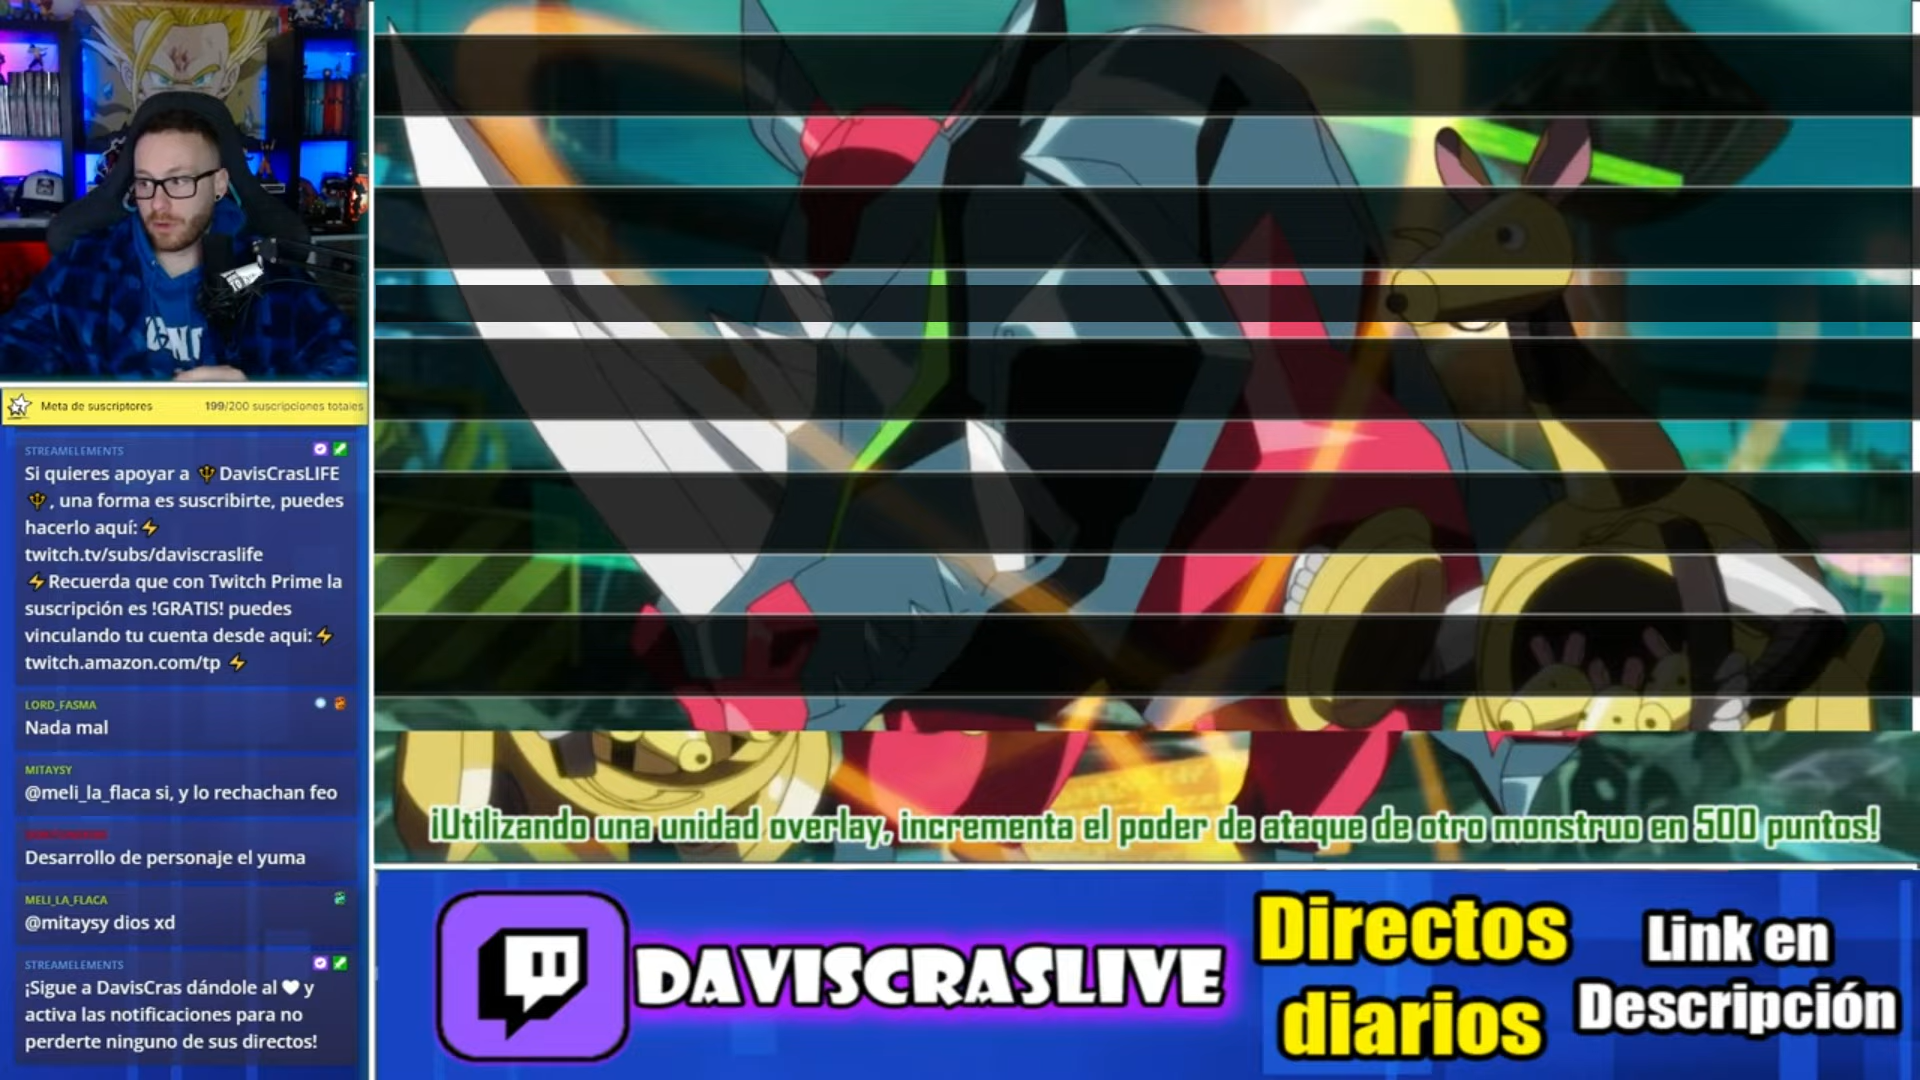 Meta de suscriptores 199/200 suscripciones totales
STREAMELEMENTS
Si quieres apoyar a DavisCrasLIFE
, una forma es suscribirte, puedes
hacerlo aquí:
twitch.tv/subs/daviscraslife
Recuerda que con Twitch Prime la
suscripción es !GRATIS! puedes
vinculando tu cuenta desde aqui:
twitch.amazon.com/tp
LORD_FASMA
Nada mal
MITAYSY
@meli_la_flaca si, y lo rechachan feo
Desarrollo de personaje el yuma
MELI_LA_FLACA
@mitaysy dios xd
STREAMELEMENTS
¡Sigue a DavisCras dándole al ♥ y
activa las notificaciones para no
perderte ninguno de sus directos!
¡Utilizando una unidad overlay, incrementa el poder de ataque de otro monstruo en 500 puntos!
DAVISCRASLIVE
Directos
diarios
Link en
Descripción